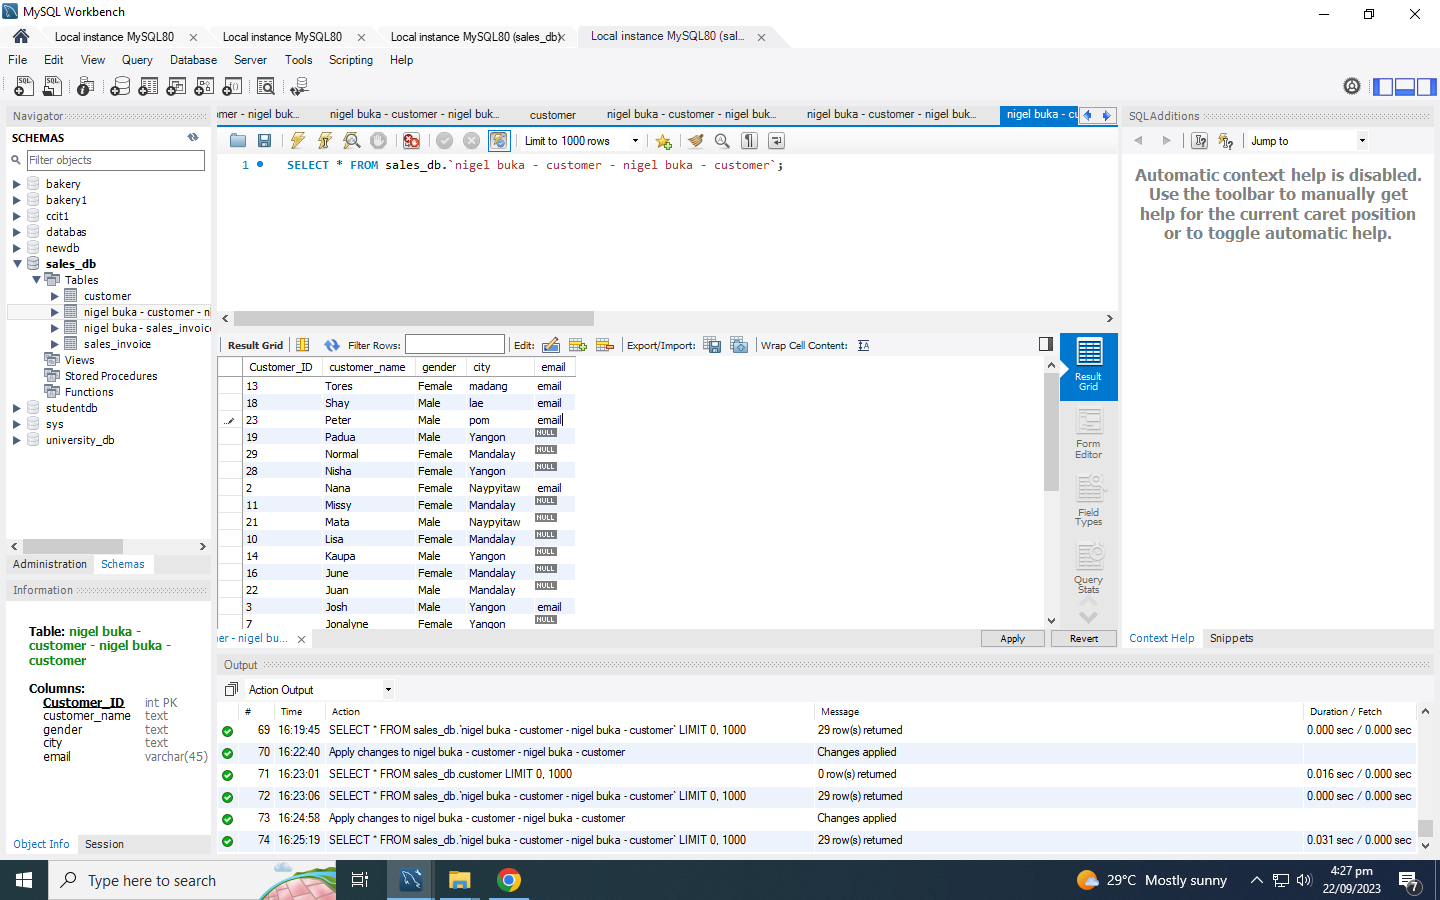 MySQL Workbench
Local instance MySQL80
Local instance MySQL80
Local instance MySQL80 (sales_db)
Local instance MySQL80 (sal...
File Edit View Query Database Server Tools Scripting Help
Navigator
SCHEMAS
Filter objects
bakery
bakery1
ccit1
databas
newdb
sales_db
Tables
customer
nigel buka - customer - ni
nigel buka - sales_invoice
sales_invoice
Views
Stored Procedures
Functions
studentdb
sys
university_db
Administration Schemas
Information
Table: nigel buka -
customer - nigel buka -
customer
Columns:
Customer_ID int PK
customer_name text
gender text
city text
email varchar(45)
Object Info Session
omer - nigel buk... nigel buka - customer - nigel buk... customer nigel buka - customer - nigel buk... nigel buka - customer - nigel buk... nigel buka - cu
Limit to 1000 rows
1 SELECT * FROM sales_db.`nigel buka - customer - nigel buka - customer`;
Result Grid Filter Rows: Edit: Export/Import: Wrap Cell Content:
Customer_ID customer_name gender city email
13 Tores Female madang email
18 Shay Male lae email
23 Peter Male pom email
19 Padua Male Yangon NULL
29 Normal Female Mandalay NULL
28 Nisha Female Yangon NULL
2 Nana Female Naypyitaw email
11 Missy Female Mandalay NULL
21 Mata Male Naypyitaw NULL
10 Lisa Female Mandalay NULL
14 Kaupa Male Yangon NULL
16 June Female Mandalay NULL
22 Juan Male Mandalay NULL
3 Josh Male Yangon email
7 Jonalyne Female Yangon NULL
Result
Grid
Form
Editor
Field
Types
Query
Stats
er - nigel bu...
Apply Revert
SQLAdditions
Jump to
Automatic context help is disabled.
Use the toolbar to manually get
help for the current caret position
or to toggle automatic help.
Context Help Snippets
Output
Action Output
# Time Action Message Duration / Fetch
69 16:19:45 SELECT * FROM sales_db.`nigel buka - customer - nigel buka - customer` LIMIT 0, 1000 29 row(s) returned 0.000 sec / 0.000 sec
70 16:22:40 Apply changes to nigel buka - customer - nigel buka - customer Changes applied
71 16:23:01 SELECT * FROM sales_db.customer LIMIT 0, 1000 0 row(s) returned 0.016 sec / 0.000 sec
72 16:23:06 SELECT * FROM sales_db.`nigel buka - customer - nigel buka - customer` LIMIT 0, 1000 29 row(s) returned 0.000 sec / 0.000 sec
73 16:24:58 Apply changes to nigel buka - customer - nigel buka - customer Changes applied
74 16:25:19 SELECT * FROM sales_db.`nigel buka - customer - nigel buka - customer` LIMIT 0, 1000 29 row(s) returned 0.031 sec / 0.000 sec
Type here to search
29°C Mostly sunny
4:27 pm
22/09/2023
7